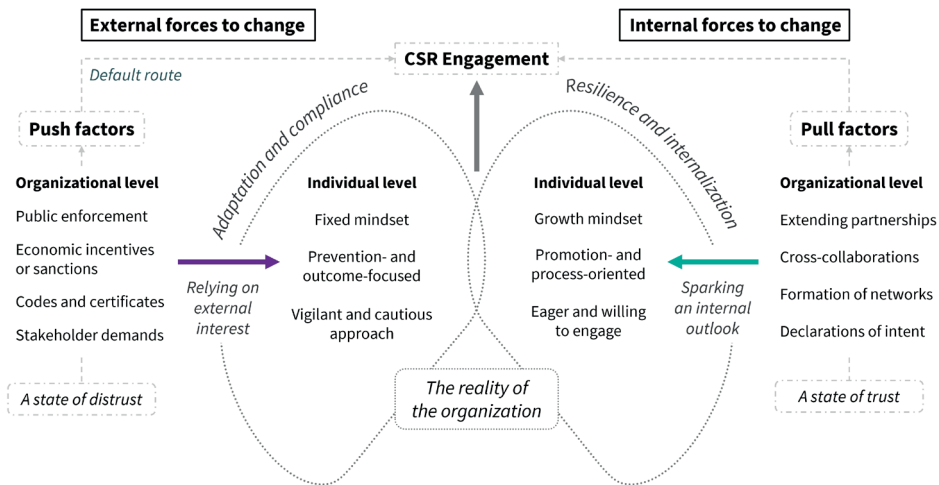 External forces to change
Internal forces to change
CSR Engagement
Default route
Adaptation and compliance
Resilience and internalization
Push factors
Pull factors
Organizational level
Public enforcement
Economic incentives
or sanctions
Codes and certificates
Stakeholder demands
A state of distrust
Relying on
external
interest
Individual level
Fixed mindset
Prevention- and
outcome-focused
Vigilant and cautious
approach
Individual level
Growth mindset
Promotion- and
process-oriented
Eager and willing
to engage
Sparking
an internal
outlook
Organizational level
Extending partnerships
Cross-collaborations
Formation of networks
Declarations of intent
A state of trust
The reality of
the organization